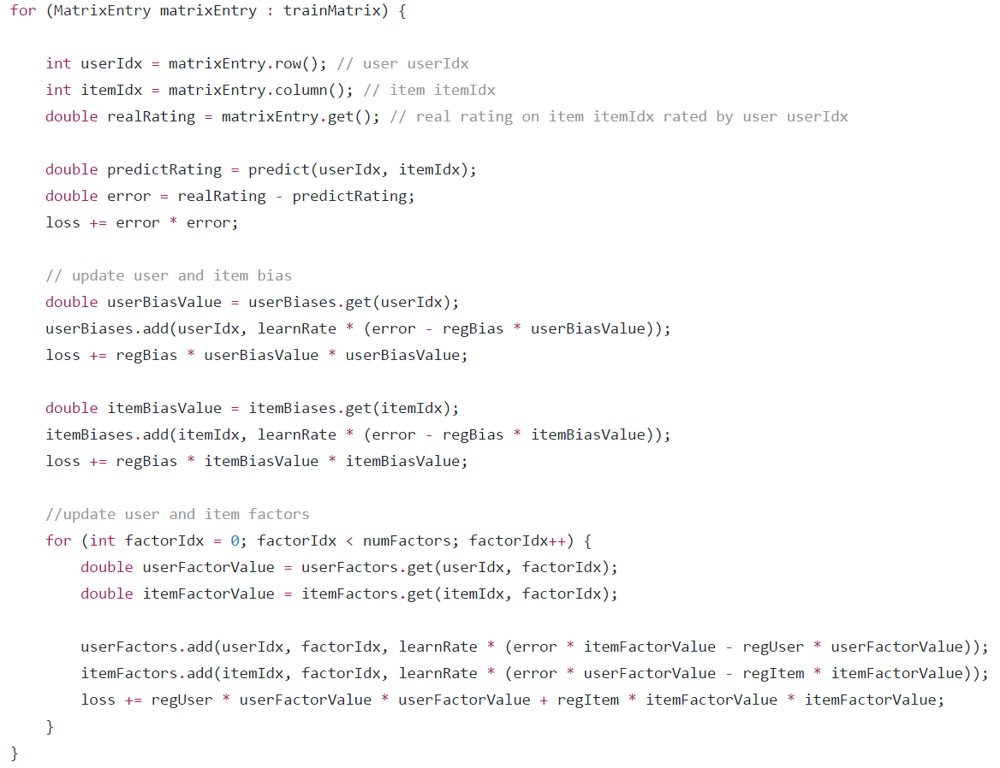 for (MatrixEntry matrixEntry : trainMatrix) {
    int userIdx = matrixEntry.row(); // user userIdx
    int itemIdx = matrixEntry.column(); // item itemIdx
    double realRating = matrixEntry.get(); // real rating on item itemIdx rated by user userIdx
    double predictRating = predict(userIdx, itemIdx);
    double error = realRating - predictRating;
    loss += error * error;
    // update user and item bias
    double userBiasValue = userBiases.get(userIdx);
    userBiases.add(userIdx, learnRate * (error - regBias * userBiasValue));
    loss += regBias * userBiasValue * userBiasValue;
    double itemBiasValue = itemBiases.get(itemIdx);
    itemBiases.add(itemIdx, learnRate * (error - regBias * itemBiasValue));
    loss += regBias * itemBiasValue * itemBiasValue;
    //update user and item factors
    for (int factorIdx = 0; factorIdx < numFactors; factorIdx++) {
        double userFactorValue = userFactors.get(userIdx, factorIdx);
        double itemFactorValue = itemFactors.get(itemIdx, factorIdx);
        userFactors.add(userIdx, factorIdx, learnRate * (error * itemFactorValue - regUser * userFactorValue));
        itemFactors.add(itemIdx, factorIdx, learnRate * (error * userFactorValue - regItem * itemFactorValue));
        loss += regUser * userFactorValue * userFactorValue + regItem * itemFactorValue * itemFactorValue;
    }
}